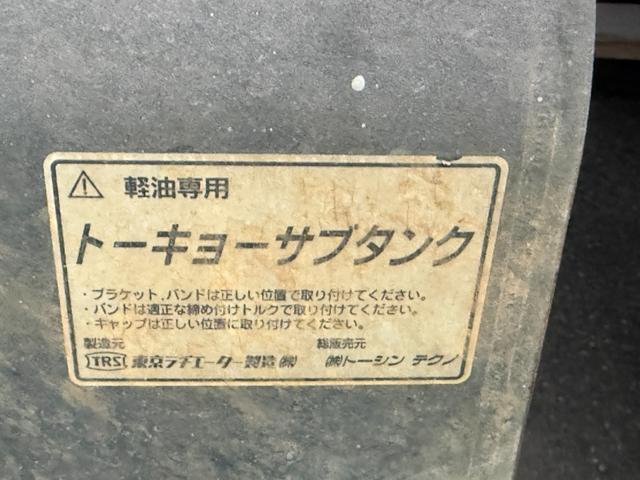 ⚠ 軽油専用
トーキョーサブタンク
・ブラケット、バンドは正しい位置で取り付けてください。
・バンドは適正な締め付けトルクで取り付けてください。
・キャップは正しい位置に取り付けてください。
製造元 総販売元
TRS 東京ラヂエーター製造㈱ ㈱トーシン テクノ